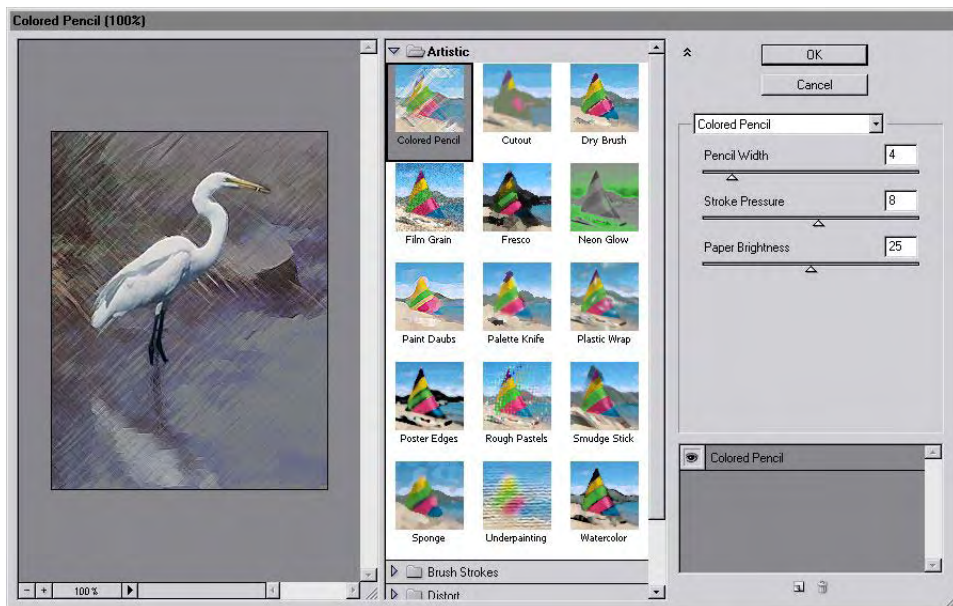 Colored Pencil (100%)
Artistic
Colored Pencil
Cutout
Dry Brush
Film Grain
Fresco
Neon Glow
Paint Daubs
Palette Knife
Plastic Wrap
Poster Edges
Rough Pastels
Smudge Stick
Sponge
Underpainting
Watercolor
Brush Strokes
Distort
- + 100%
OK
Cancel
Colored Pencil
Pencil Width 4
Stroke Pressure 8
Paper Brightness 25
Colored Pencil